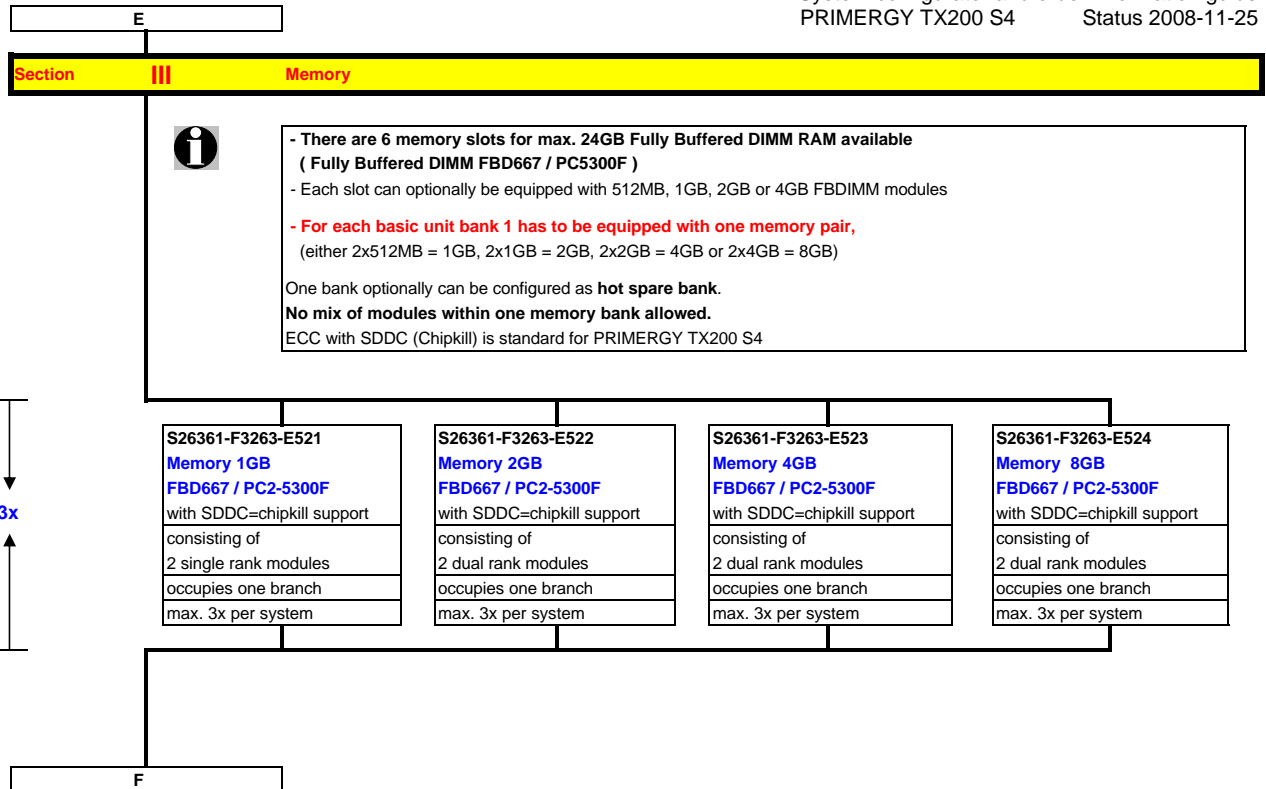 PRIMERGY TX200 S4 Status 2008-11-25
E
Section III Memory
- There are 6 memory slots for max. 24GB Fully Buffered DIMM RAM available
( Fully Buffered DIMM FBD667 / PC5300F )
- Each slot can optionally be equipped with 512MB, 1GB, 2GB or 4GB FBDIMM modules
- For each basic unit bank 1 has to be equipped with one memory pair,
(either 2x512MB = 1GB, 2x1GB = 2GB, 2x2GB = 4GB or 2x4GB = 8GB)
One bank optionally can be configured as hot spare bank.
No mix of modules within one memory bank allowed.
ECC with SDDC (Chipkill) is standard for PRIMERGY TX200 S4
3x
S26361-F3263-E521
Memory 1GB
FBD667 / PC2-5300F
with SDDC=chipkill support
consisting of
2 single rank modules
occupies one branch
max. 3x per system
S26361-F3263-E522
Memory 2GB
FBD667 / PC2-5300F
with SDDC=chipkill support
consisting of
2 dual rank modules
occupies one branch
max. 3x per system
S26361-F3263-E523
Memory 4GB
FBD667 / PC2-5300F
with SDDC=chipkill support
consisting of
2 dual rank modules
occupies one branch
max. 3x per system
S26361-F3263-E524
Memory 8GB
FBD667 / PC2-5300F
with SDDC=chipkill support
consisting of
2 dual rank modules
occupies one branch
max. 3x per system
F